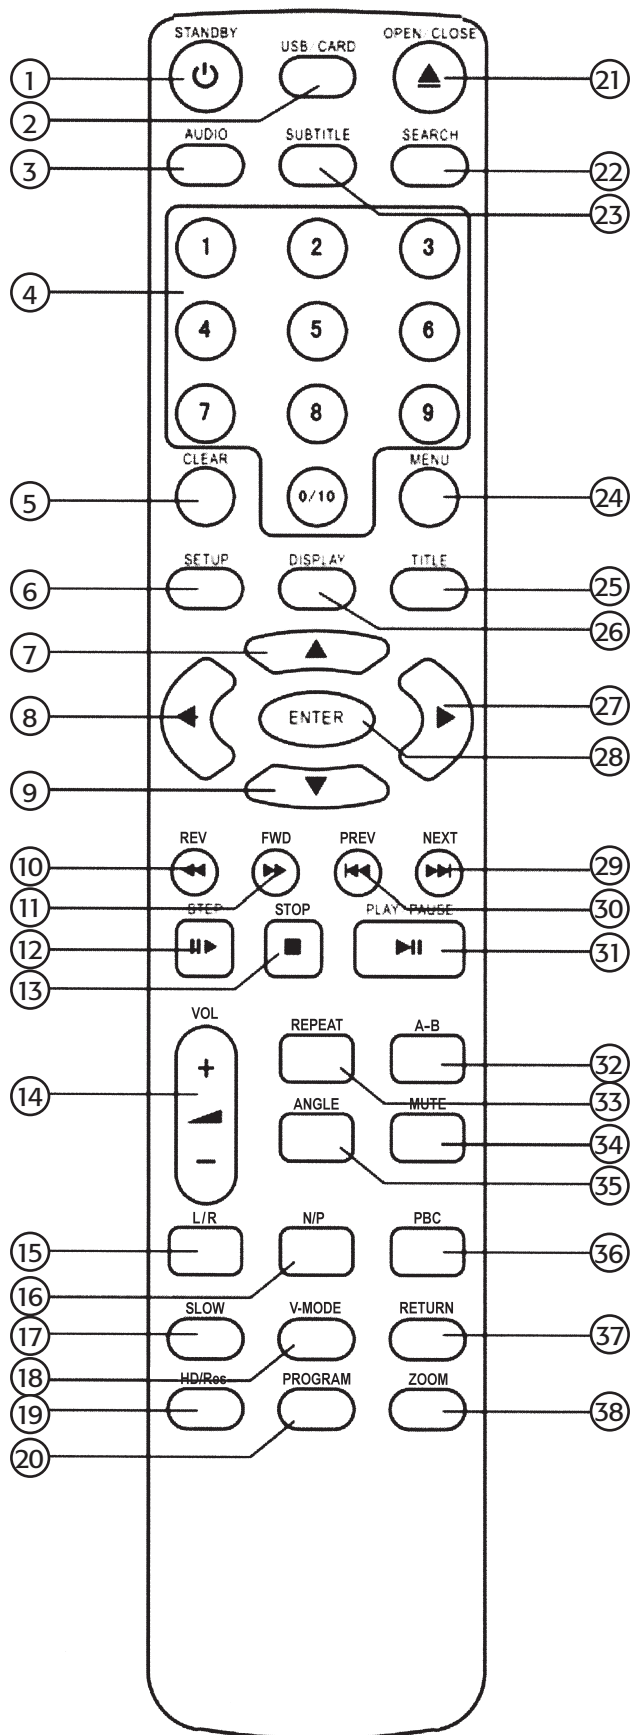 STANDBY USB/CARD OPEN/CLOSE
1 21
2
AUDIO SUBTITLE SEARCH
3 22
23
1 2 3
4
4 5 6
7 8 9
CLEAR MENU
5 0/10 24
SETUP DISPLAY TITLE
6 25
26
7
8 ENTER 27
28
9
REV FWD PREV NEXT
10 29
11 30
STEP STOP PLAY/PAUSE
12 31
13
VOL
REPEAT A-B
+ 32
14 33
ANGLE MUTE
− 34
35
L/R N/P PBC
15 36
16
SLOW V-MODE RETURN
17 37
18
HD/Res PROGRAM ZOOM
19 38
20